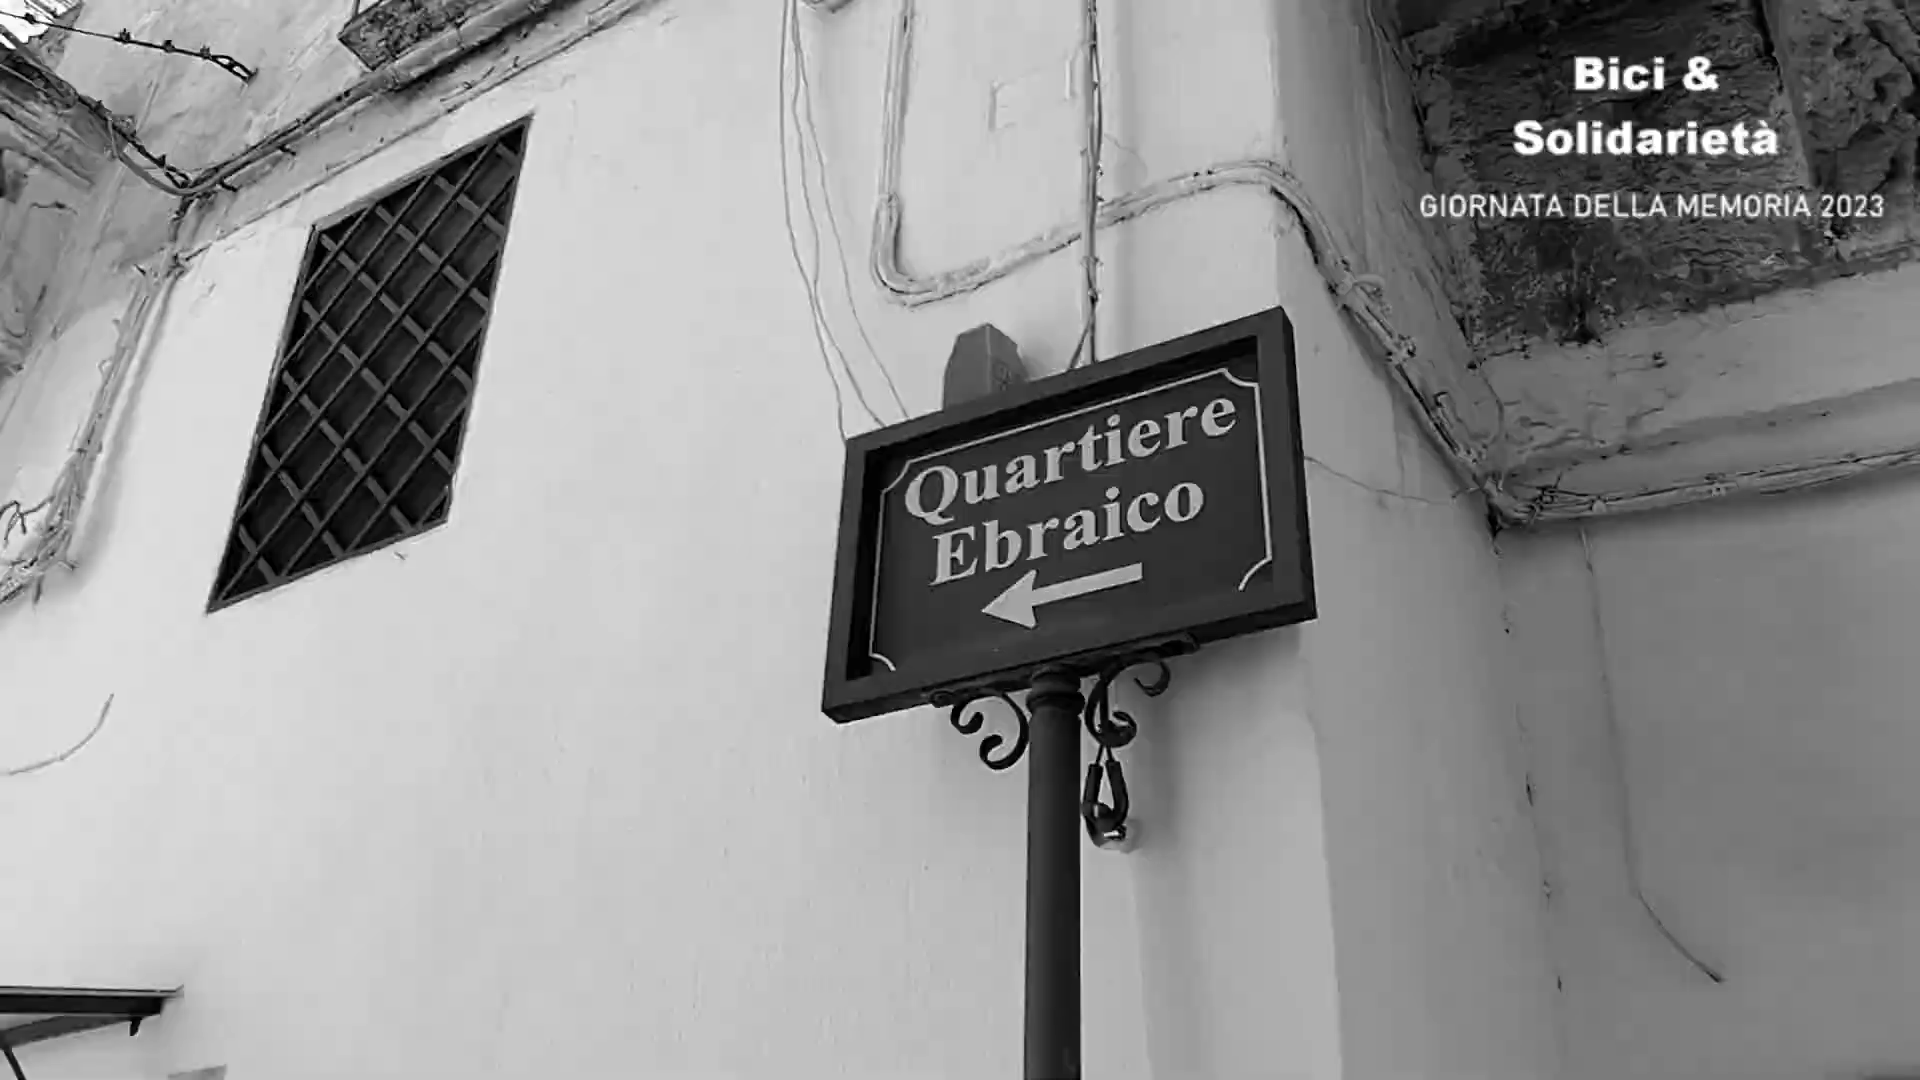 Bici &
Solidarietà
GIORNATA DELLA MEMORIA 2023
Quartiere
Ebraico